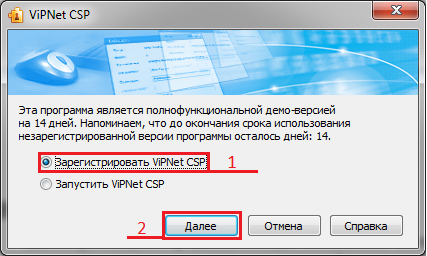 ViPNet CSP
Эта программа является полнофункциональной демо-версией
на 14 дней. Напоминаем, что до окончания срока использования
незарегистрированной версии программы осталось дней: 14.
Зарегистрировать ViPNet CSP 1
Запустить ViPNet CSP
2 Далее Отмена Справка